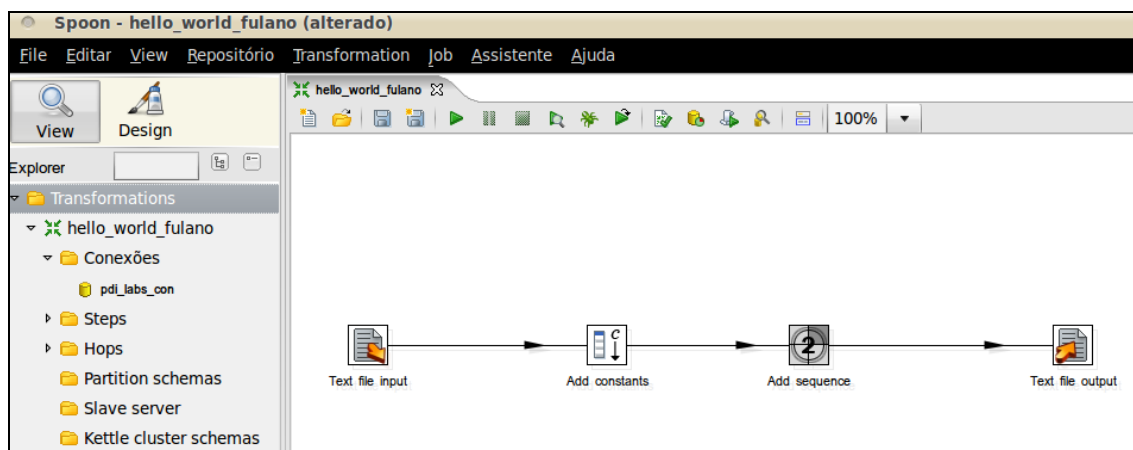 Spoon - hello_world_fulano (alterado)
File Editar View Repositório Transformation Job Assistente Ajuda
hello_world_fulano
View Design
100%
Explorer
Transformations
hello_world_fulano
Conexões
pdi_labs_con
Steps
Hops
Partition schemas
Slave server
Kettle cluster schemas
C
2
Text file input Add constants Add sequence Text file output